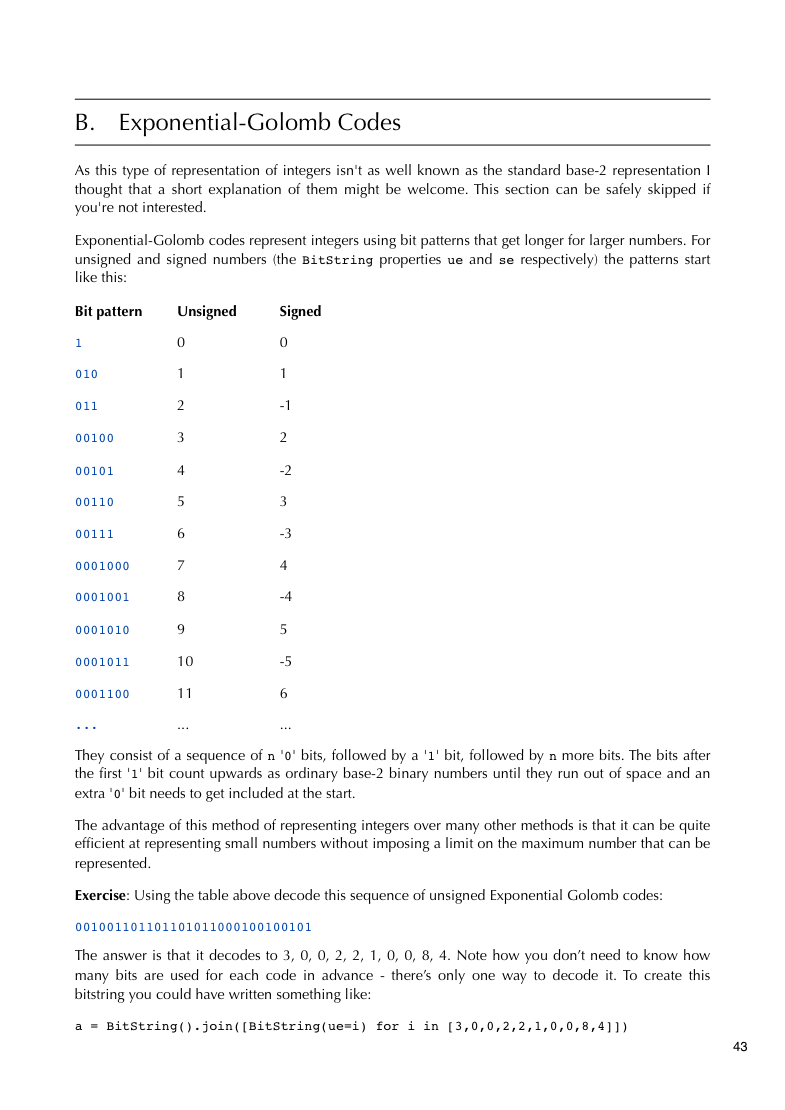 B. Exponential-Golomb Codes
As this type of representation of integers isn't as well known as the standard base-2 representation I
thought that a short explanation of them might be welcome. This section can be safely skipped if
you're not interested.
Exponential-Golomb codes represent integers using bit patterns that get longer for larger numbers. For
unsigned and signed numbers (the BitString properties ue and se respectively) the patterns start
like this:
Bit pattern Unsigned Signed
1 0 0
010 1 1
011 2 -1
00100 3 2
00101 4 -2
00110 5 3
00111 6 -3
0001000 7 4
0001001 8 -4
0001010 9 5
0001011 10 -5
0001100 11 6
... ... ...
They consist of a sequence of n '0' bits, followed by a '1' bit, followed by n more bits. The bits after
the first '1' bit count upwards as ordinary base-2 binary numbers until they run out of space and an
extra '0' bit needs to get included at the start.
The advantage of this method of representing integers over many other methods is that it can be quite
efficient at representing small numbers without imposing a limit on the maximum number that can be
represented.
Exercise: Using the table above decode this sequence of unsigned Exponential Golomb codes:
001001101101101011000100100101
The answer is that it decodes to 3, 0, 0, 2, 2, 1, 0, 0, 8, 4. Note how you don’t need to know how
many bits are used for each code in advance - there’s only one way to decode it. To create this
bitstring you could have written something like:
a = BitString().join([BitString(ue=i) for i in [3,0,0,2,2,1,0,0,8,4]])
43